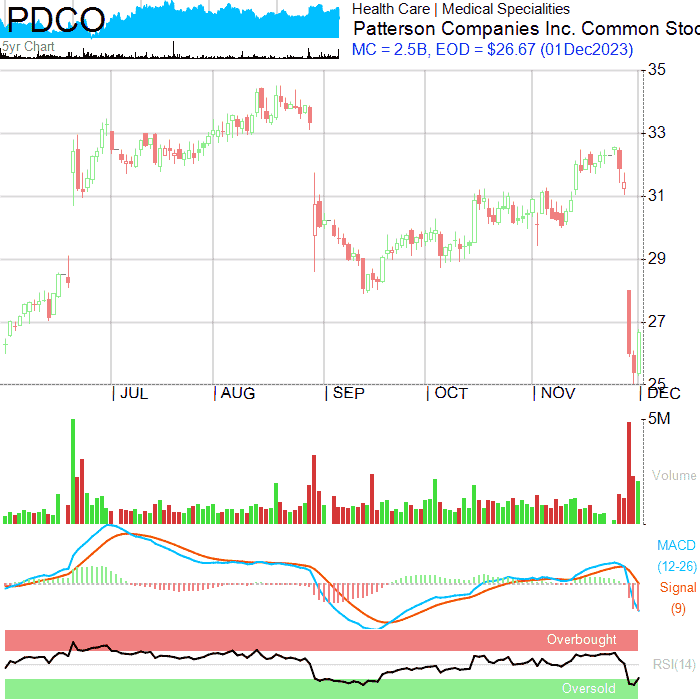 PDCO
5yr Chart
Health Care | Medical Specialities
Patterson Companies Inc. Common Stoc
MC = 2.5B, EOD = $26.67 (01Dec2023)
35
33
31
29
27
25
JUL
AUG
SEP
OCT
NOV
DEC
5M
Volume
MACD
(12-26)
Signal
(9)
Overbought
RSI(14)
Oversold